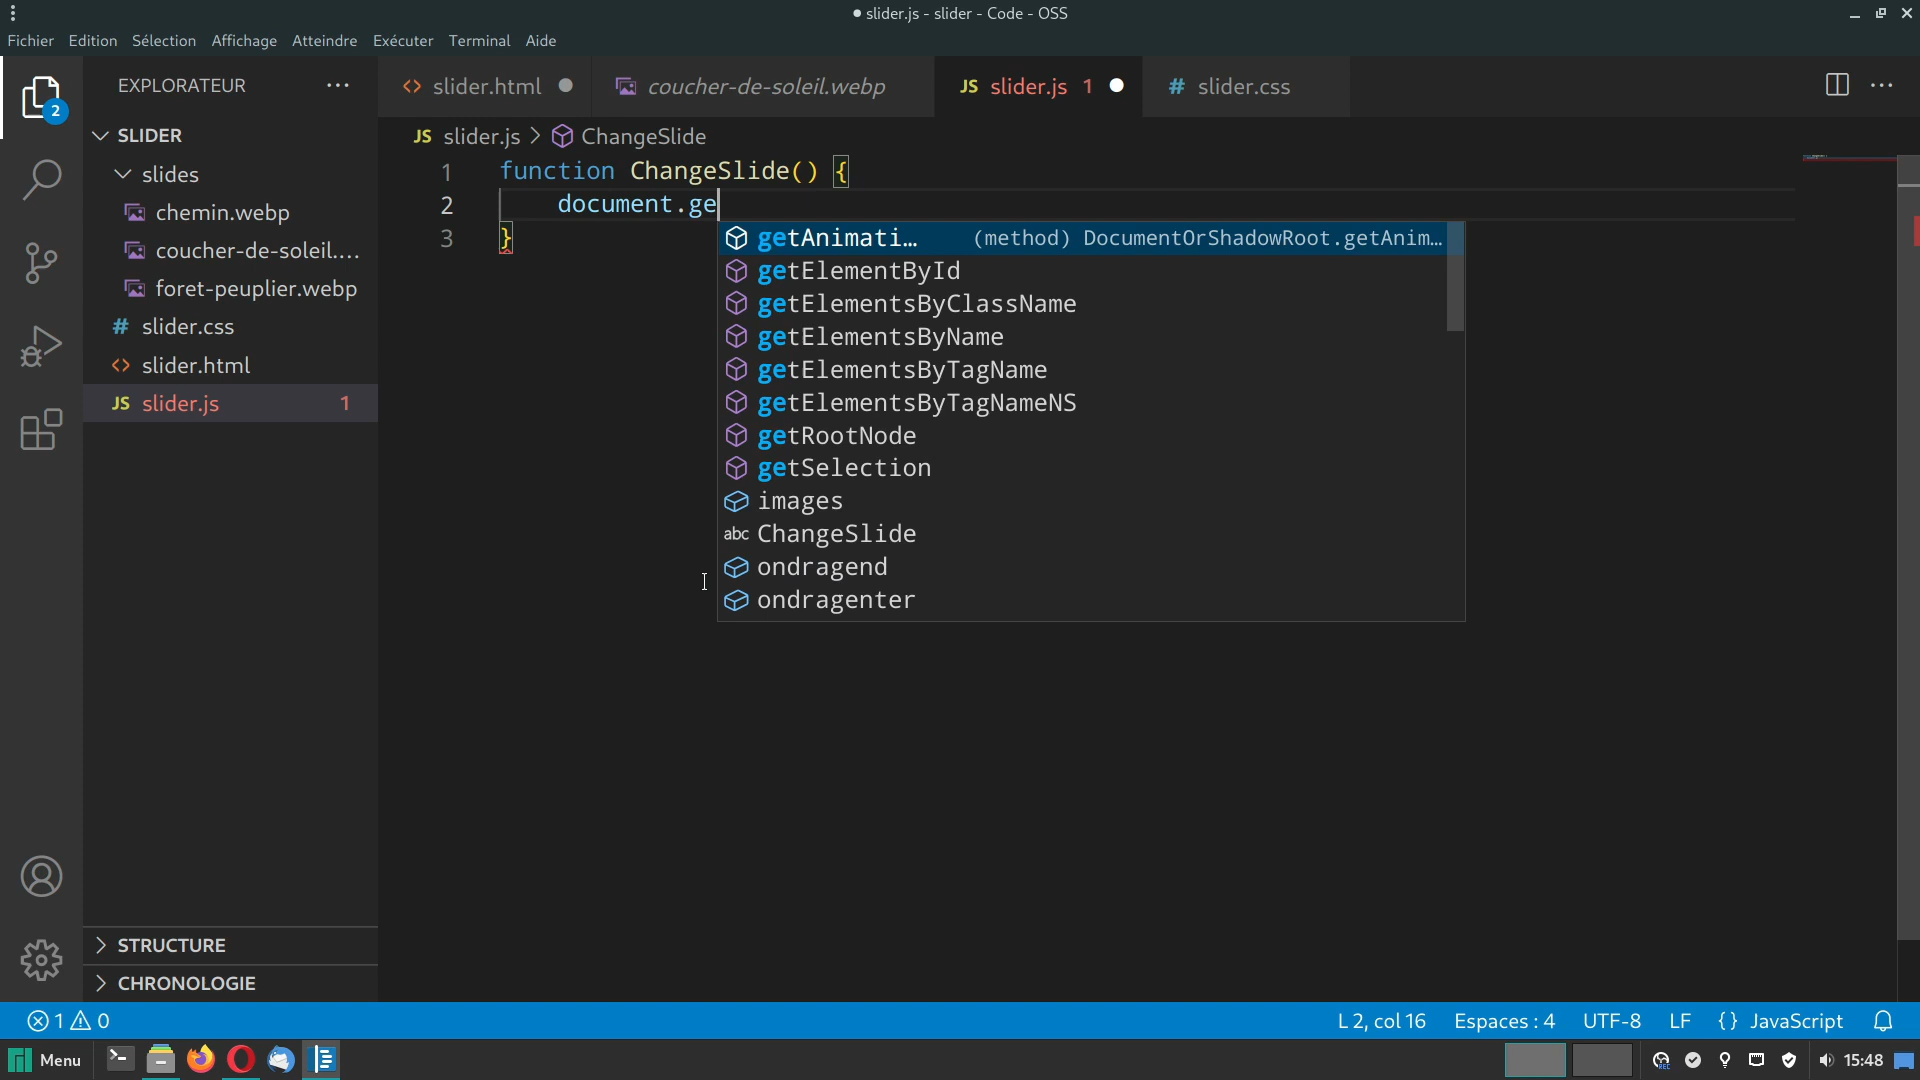 ● slider.js - slider - Code - OSS
Fichier Edition Sélection Affichage Atteindre Exécuter Terminal Aide
EXPLORATEUR ···
slider.html ●
coucher-de-soleil.webp
JS slider.js 1 ●
# slider.css
···
2
SLIDER
JS slider.js > ChangeSlide
slides
chemin.webp
coucher-de-soleil....
foret-peuplier.webp
# slider.css
<> slider.html
JS slider.js 1
1 function ChangeSlide() {
2 document.ge
3 }
getAnimati... (method) DocumentOrShadowRoot.getAnim...
getElementById
getElementsByClassName
getElementsByName
getElementsByTagName
getElementsByTagNameNS
getRootNode
getSelection
images
abc ChangeSlide
ondragend
ondragenter
STRUCTURE
CHRONOLOGIE
1 0
L 2, col 16 Espaces : 4 UTF-8 LF {} JavaScript
Menu
REC
15:48